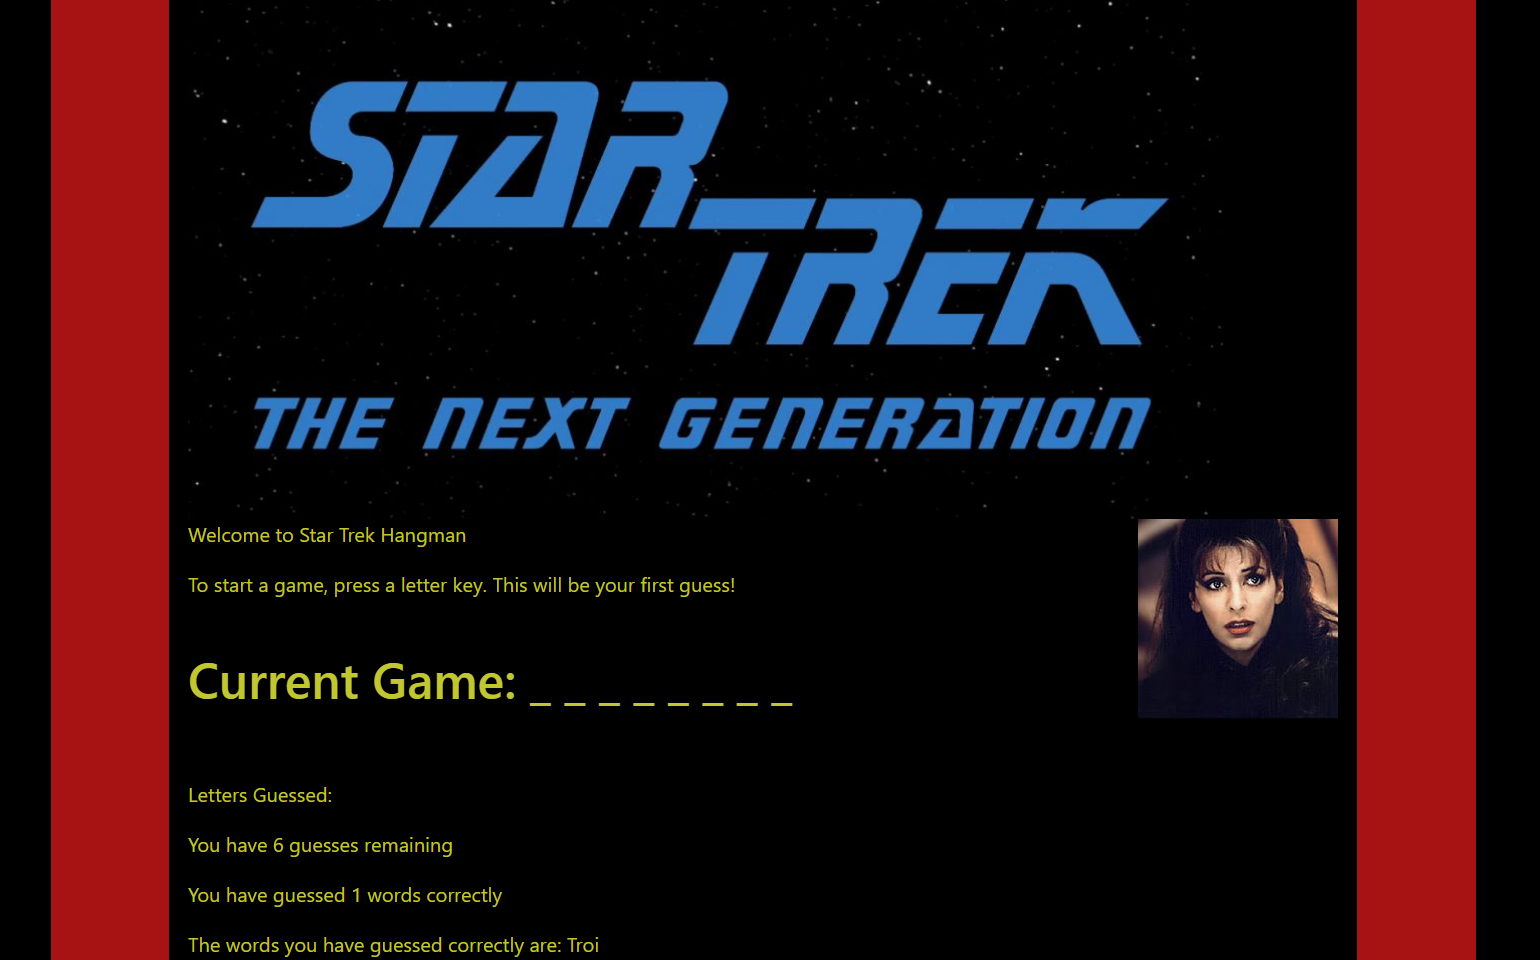 STAR
TREK
THE NEXT GENERATION
Welcome to Star Trek Hangman
To start a game, press a letter key. This will be your first guess!
Current Game: _ _ _ _ _ _ _ _
Letters Guessed:
You have 6 guesses remaining
You have guessed 1 words correctly
The words you have guessed correctly are: Troi